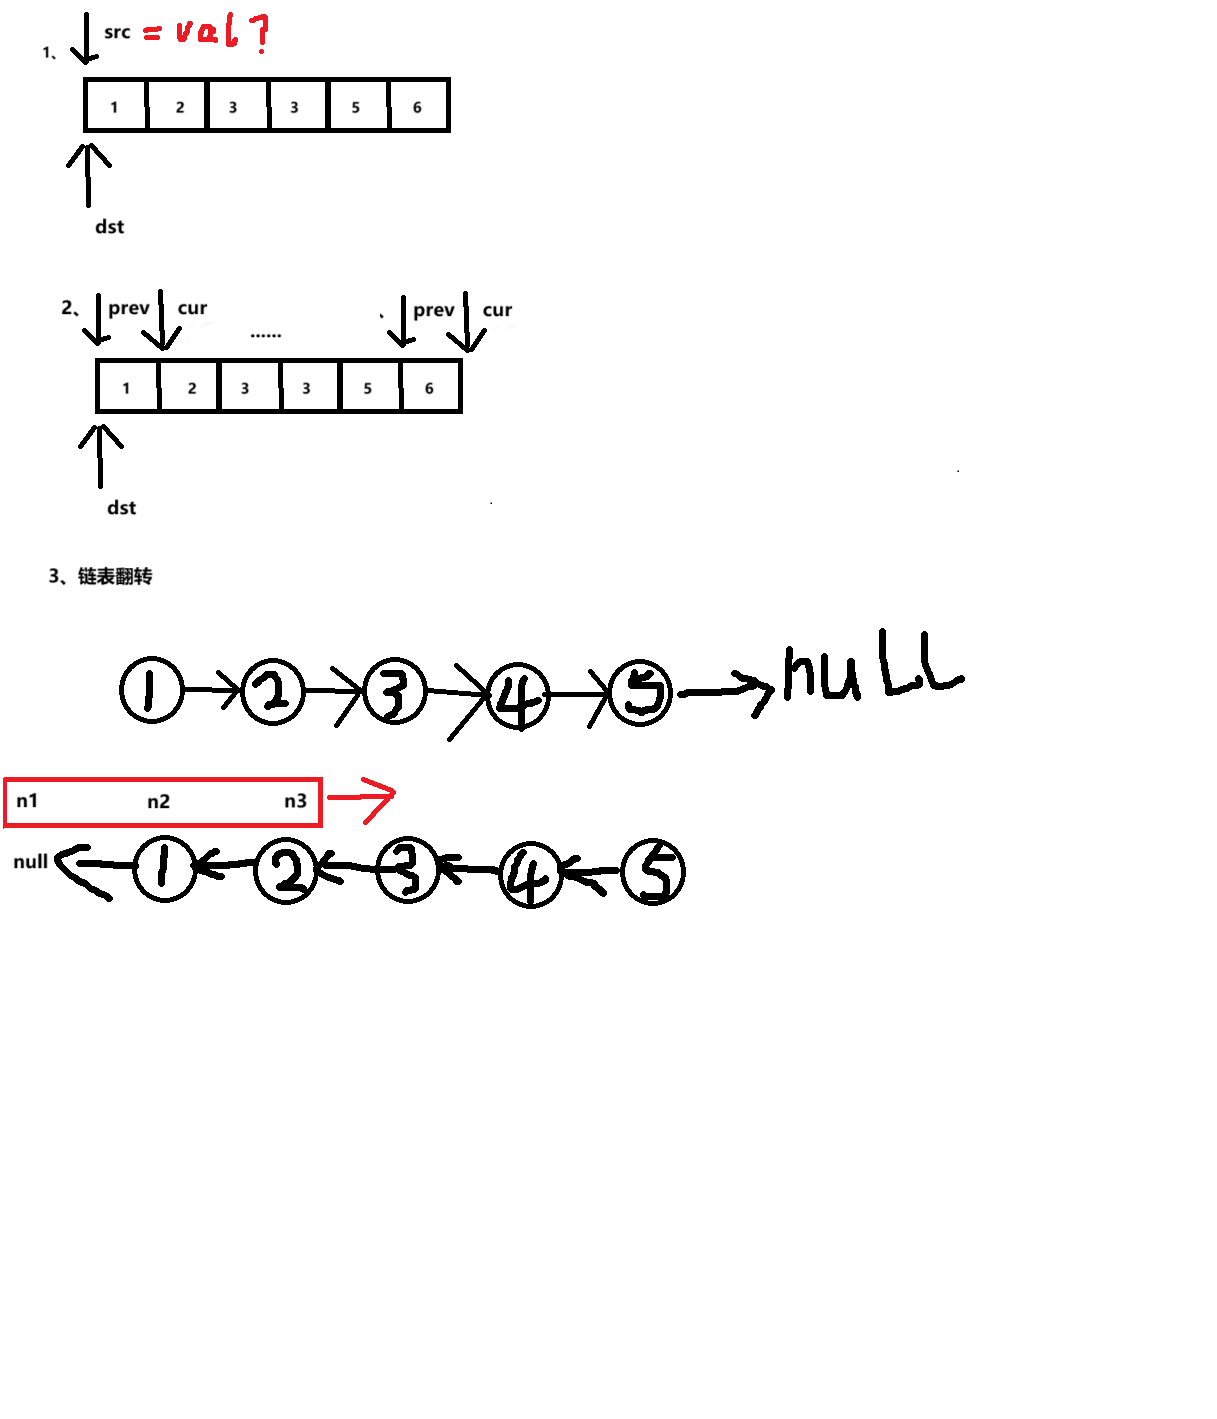 1、 src = val?
1 2 3 3 5 6
dst
2、 prev cur ...... 、 prev cur
1 2 3 3 5 6
dst
3、链表翻转
1 2 3 4 5 null
n1 n2 n3
null 1 2 3 4 5